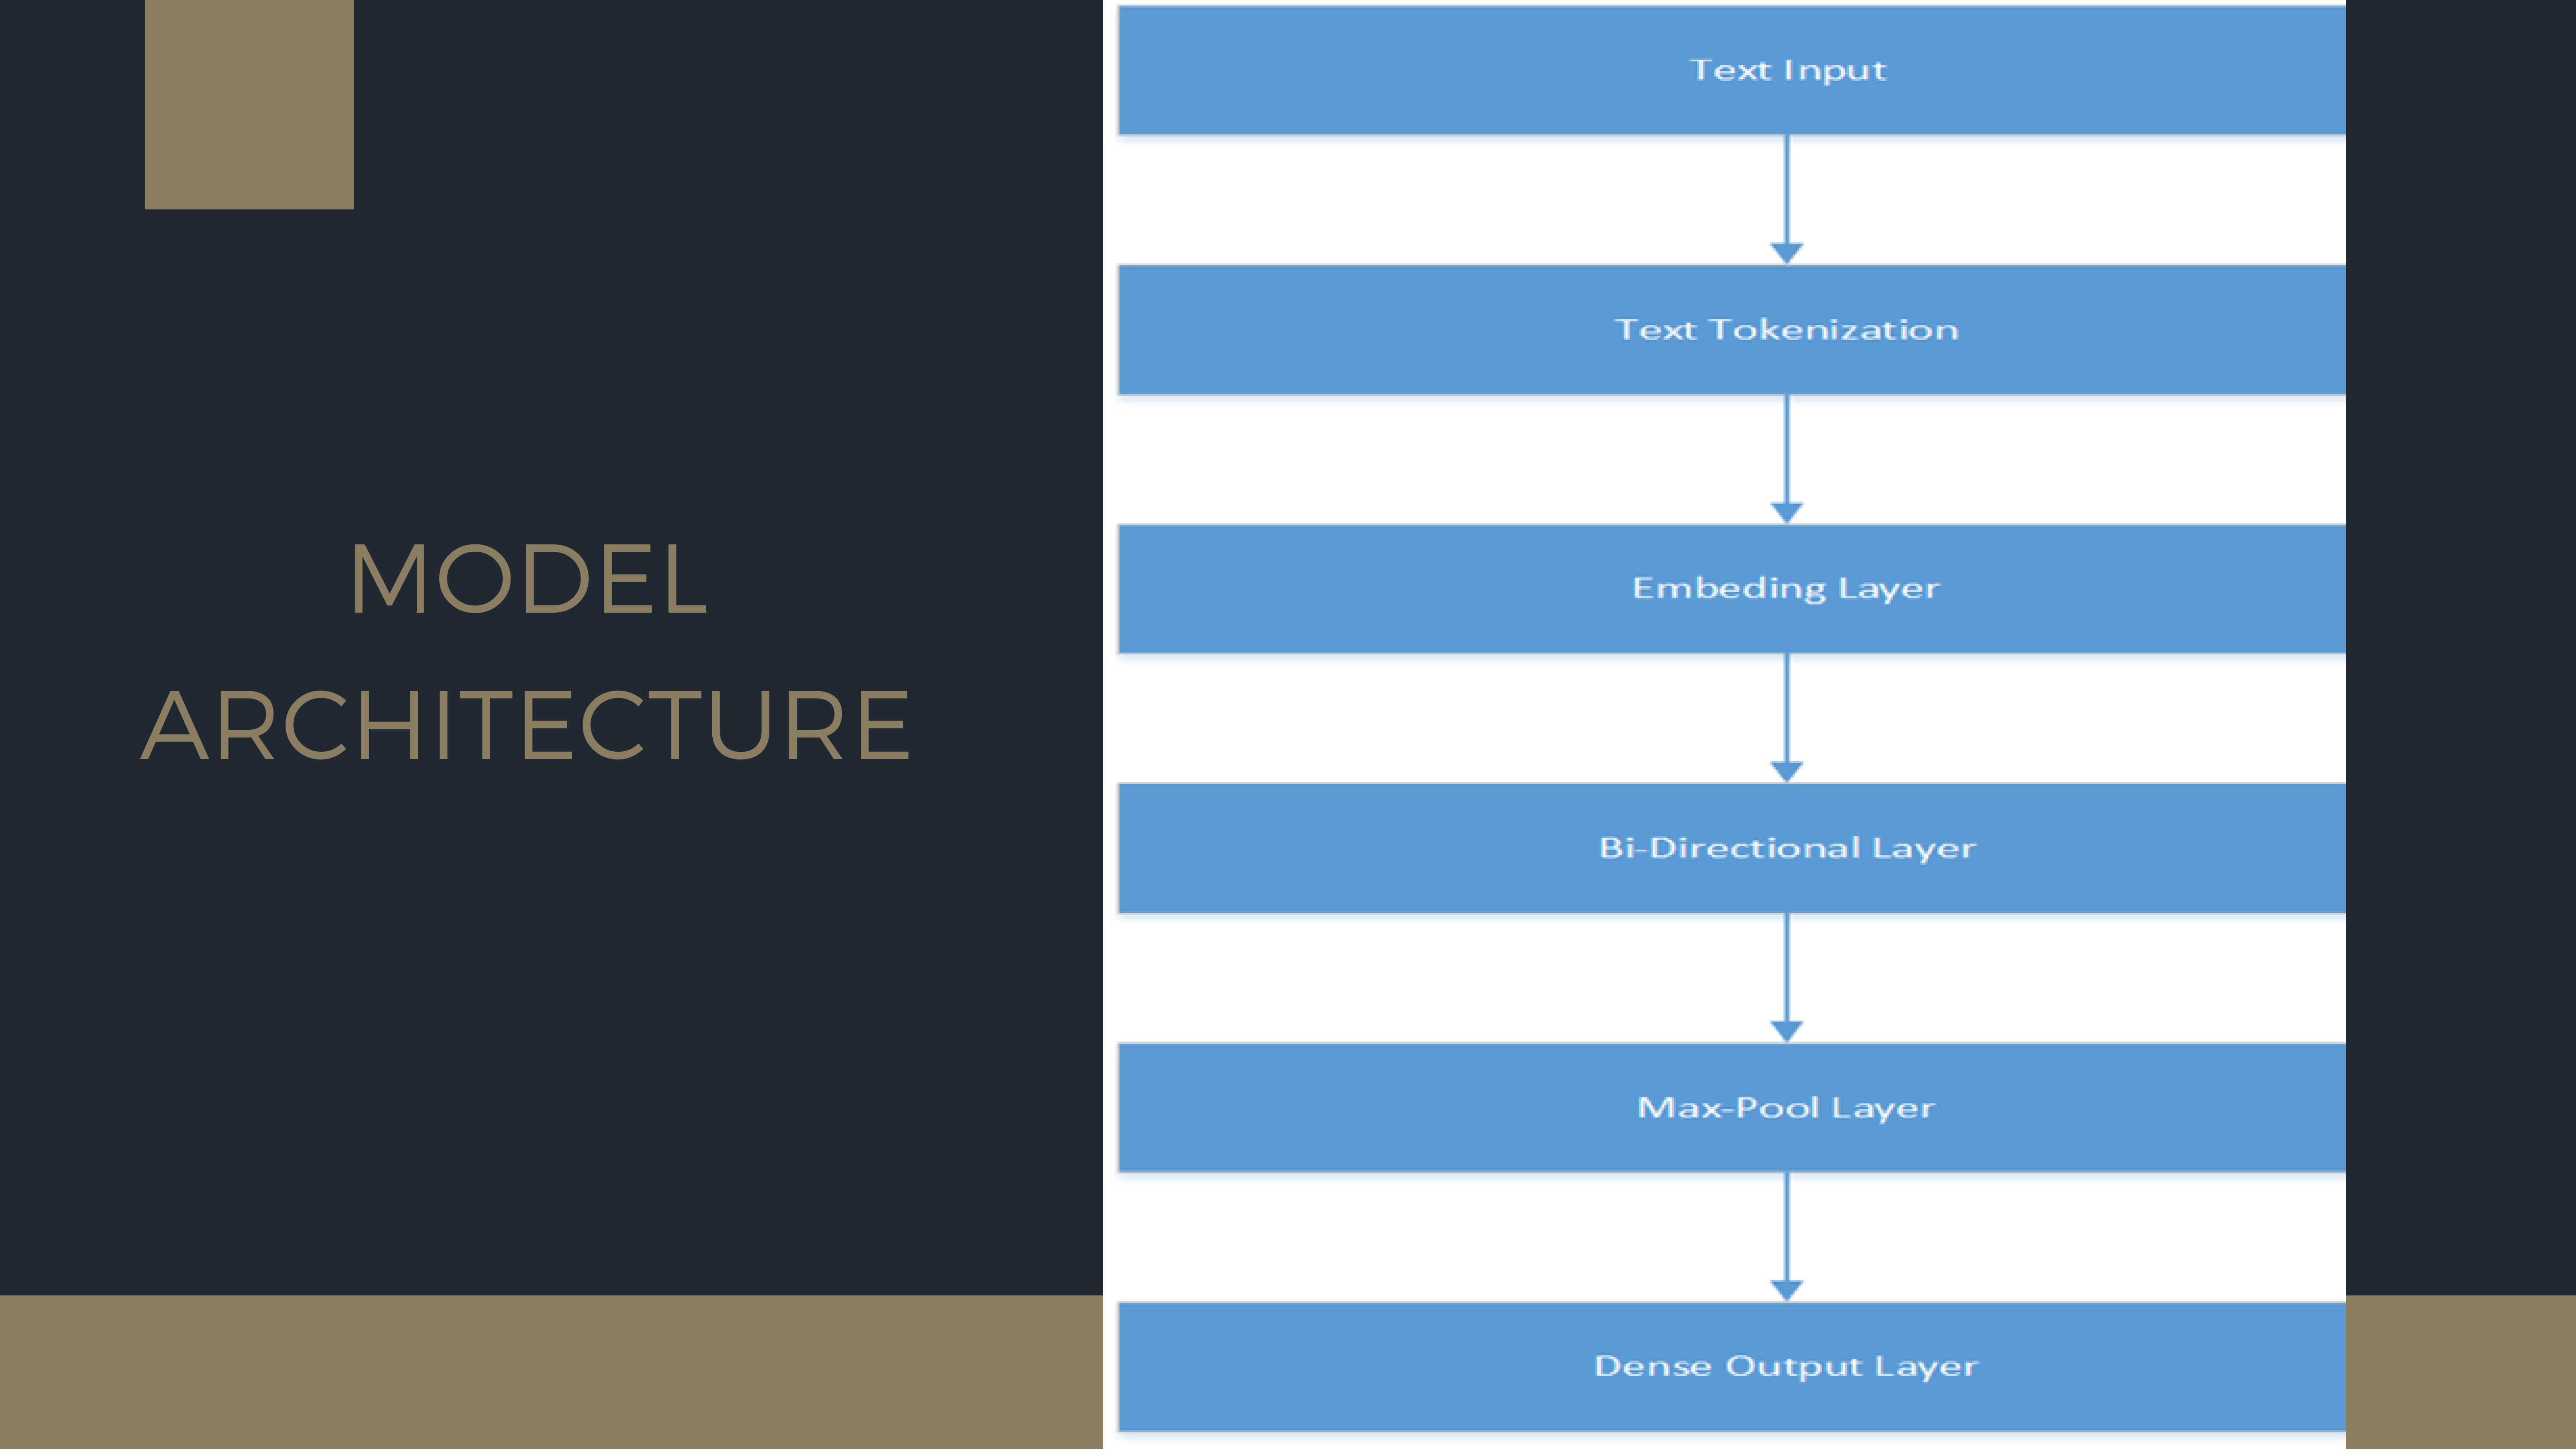 MODEL
ARCHITECTURE
Text Input
Text Tokenization
Embeding Layer
Bi-Directional Layer
Max-Pool Layer
Dense Output Layer